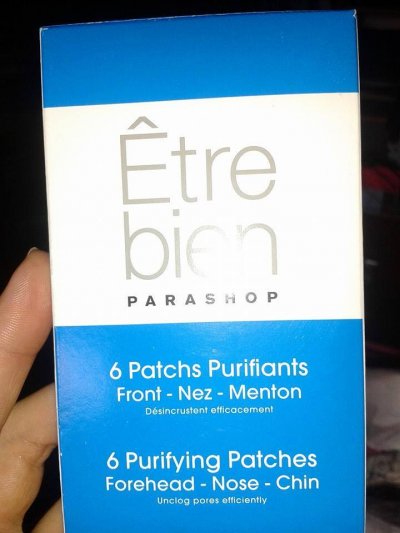 Être
bien
PARASHOP
6 Patchs Purifiants
Front - Nez - Menton
Désincrustent efficacement
6 Purifying Patches
Forehead - Nose - Chin
Unclog pores efficiently